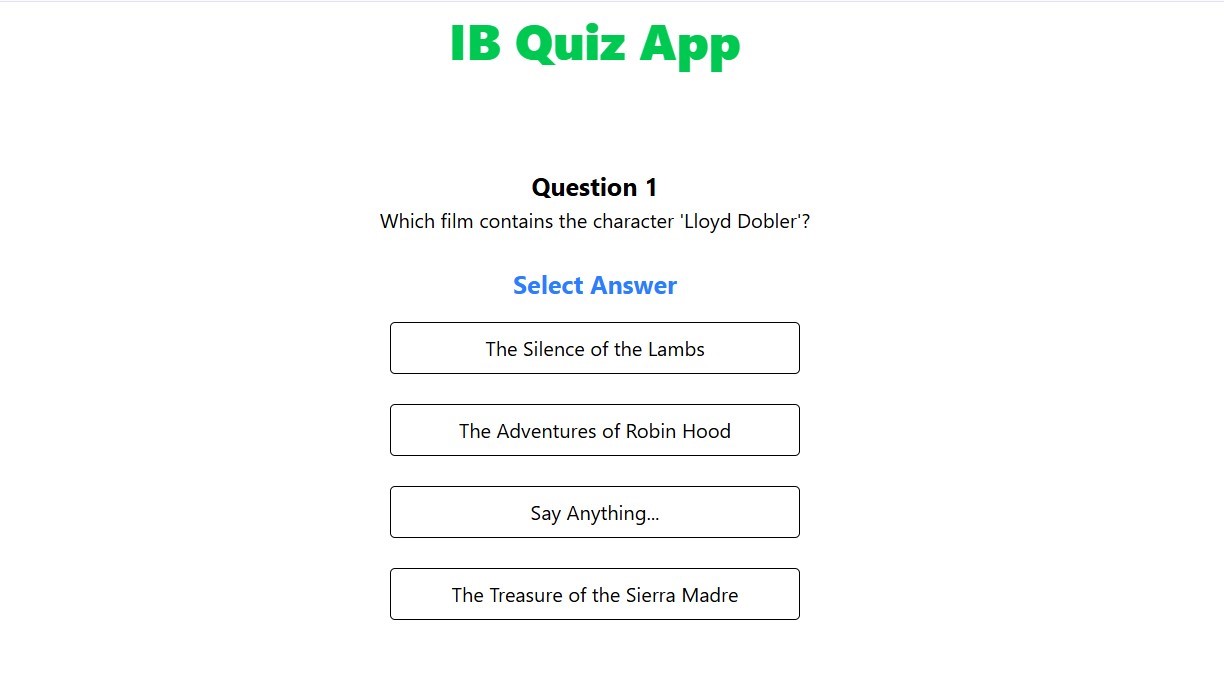 IB Quiz App
Question 1
Which film contains the character 'Lloyd Dobler'?
Select Answer
The Silence of the Lambs
The Adventures of Robin Hood
Say Anything...
The Treasure of the Sierra Madre